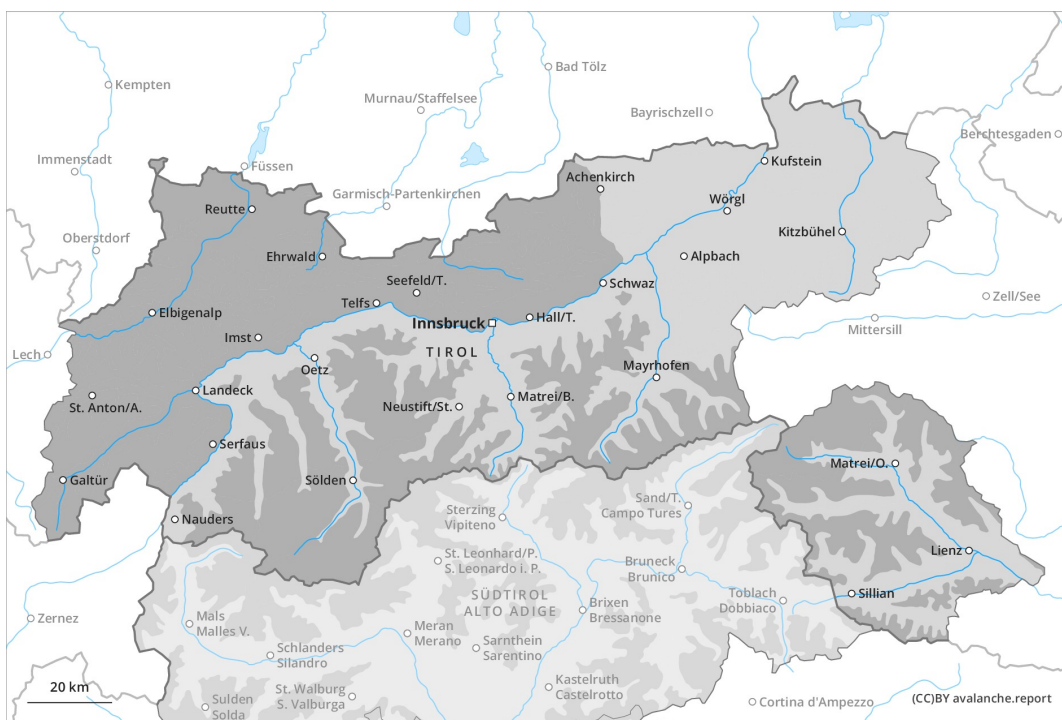 Kempten
Bad Tölz
Murnau/Staffelsee
Bayrischzell
Berchtesgaden
Immenstadt
Füssen
Kufstein
Achenkirch
Garmisch-Partenkirchen
Reutte
Wörgl
Kitzbühel
Oberstdorf
Ehrwald
Alpbach
Seefeld/T.
Schwaz
Zell/See
Telfs
Elbigenalp
Innsbruck
Hall/T.
Mittersill
Imst
Lech
TIROL
Oetz
Mayrhofen
Landeck
St. Anton/A.
Neustift/St.
Matrei/B.
Serfaus
Matrei/O.
Galtür
Sölden
Sand/T.
Campo Tures
Nauders
Sterzing
Vipiteno
Lienz
St. Leonhard/P.
S. Leonardo i. P.
Bruneck
Brunico
SÜDTIROL
ALTO ADIGE
Toblach
Dobbiaco
Sillian
Brixen
Bressanone
Zernez
Mals
Malles V.
Meran
Merano
Sarnthein
Sarentino
Schlanders
Silandro
20 km
St. Walburg
S. Valburga
Kastelruth
Castelrotto
Sulden
Solda
Cortina d'Ampezzo
(CC)BY avalanche.report